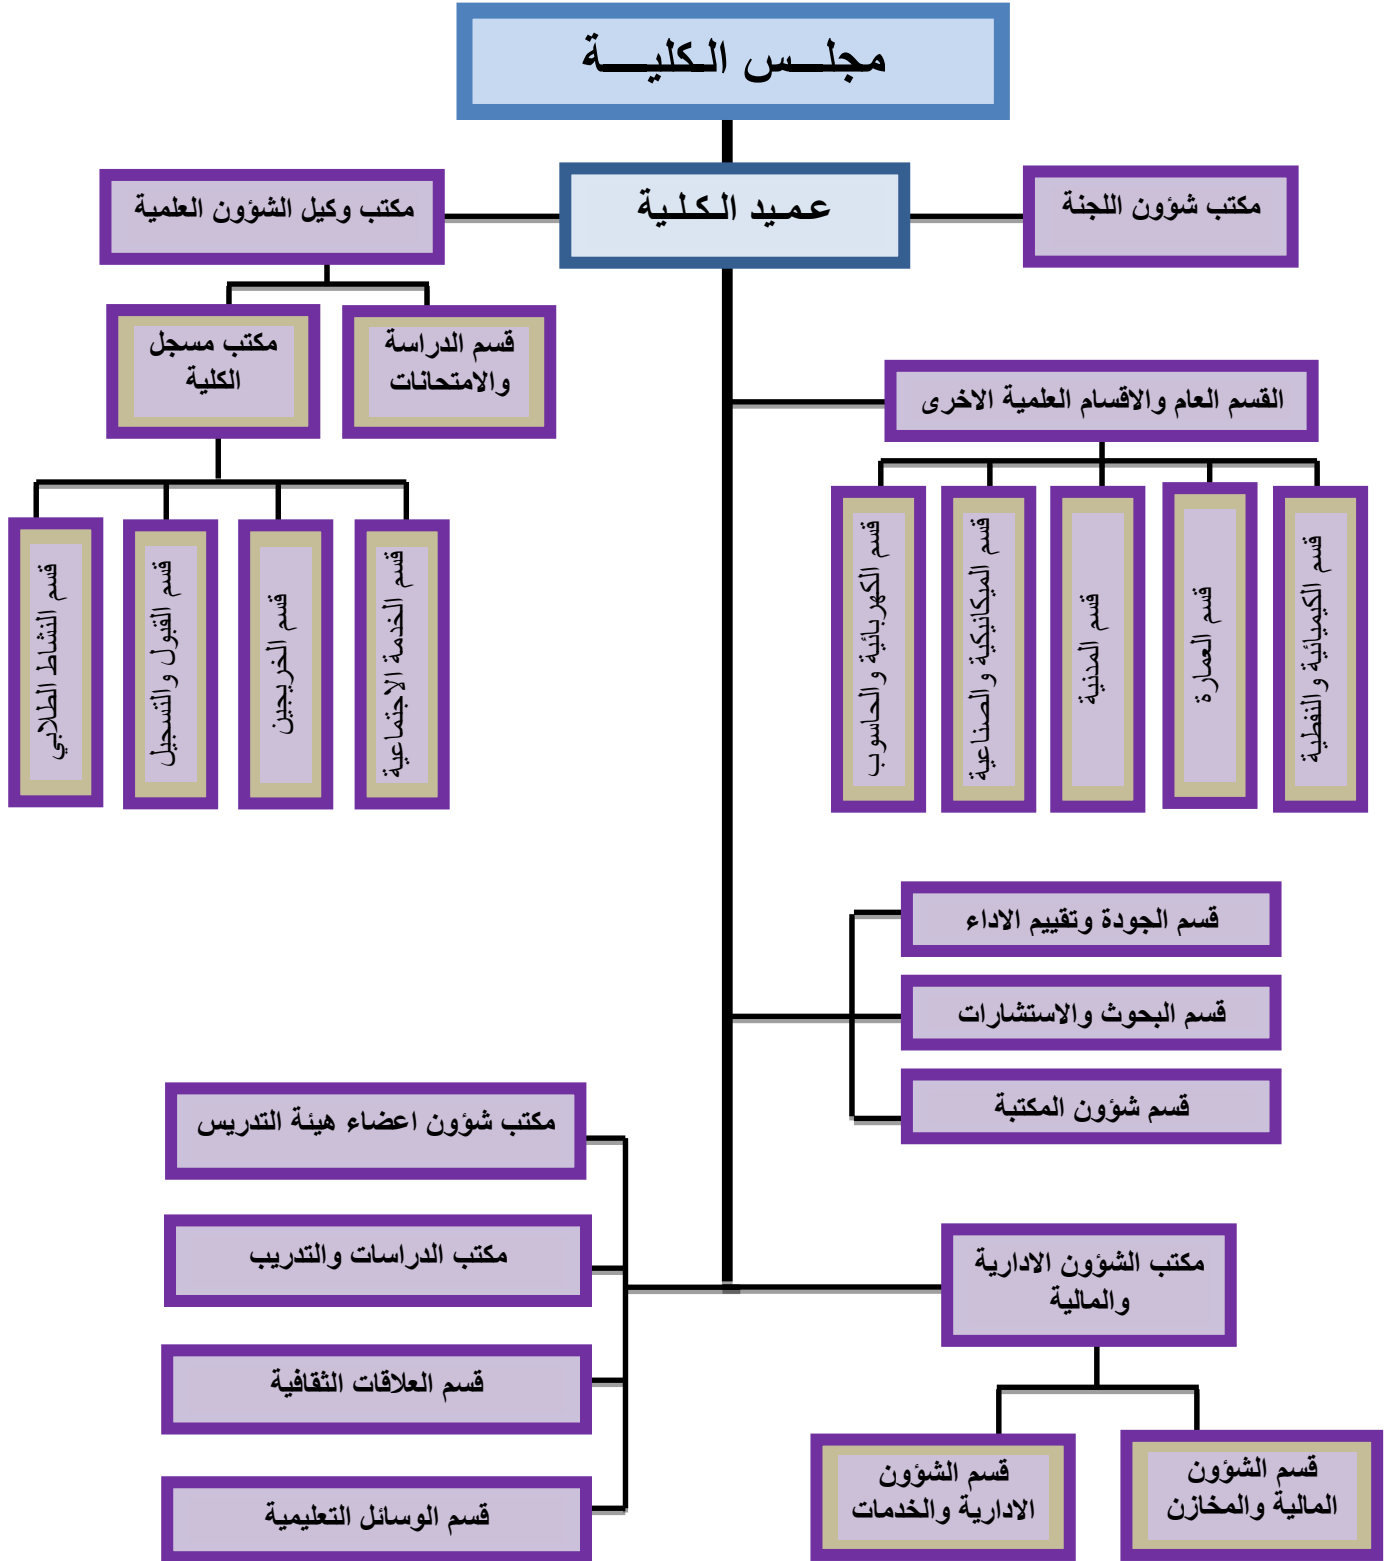 مجلـــس الـكليــــة
عـمـيد الـكـلـية
مكتب شؤون اللجنة
مكتب وكيل الشؤون العلمية
قسم الدراسة
والامتحانات
مكتب مسجل
الكلية
القسم العام والاقسام العلمية الاخرى
قسم الكيميائية والنفطية
قسم العمارة
قسم المدنية
قسم الميكانيكية والصناعية
قسم الكهربائية والحاسوب
قسم الخدمة الاجتماعية
قسم الخريجين
قسم القبول والتسجيل
قسم النشاط الطلابي
قسم الجودة وتقييم الاداء
قسم البحوث والاستشارات
قسم شؤون المكتبة
مكتب شؤون اعضاء هيئة التدريس
مكتب الدراسات والتدريب
قسم العلاقات الثقافية
قسم الوسائل التعليمية
مكتب الشؤون الادارية
والمالية
قسم الشؤون
المالية والمخازن
قسم الشؤون
الادارية والخدمات